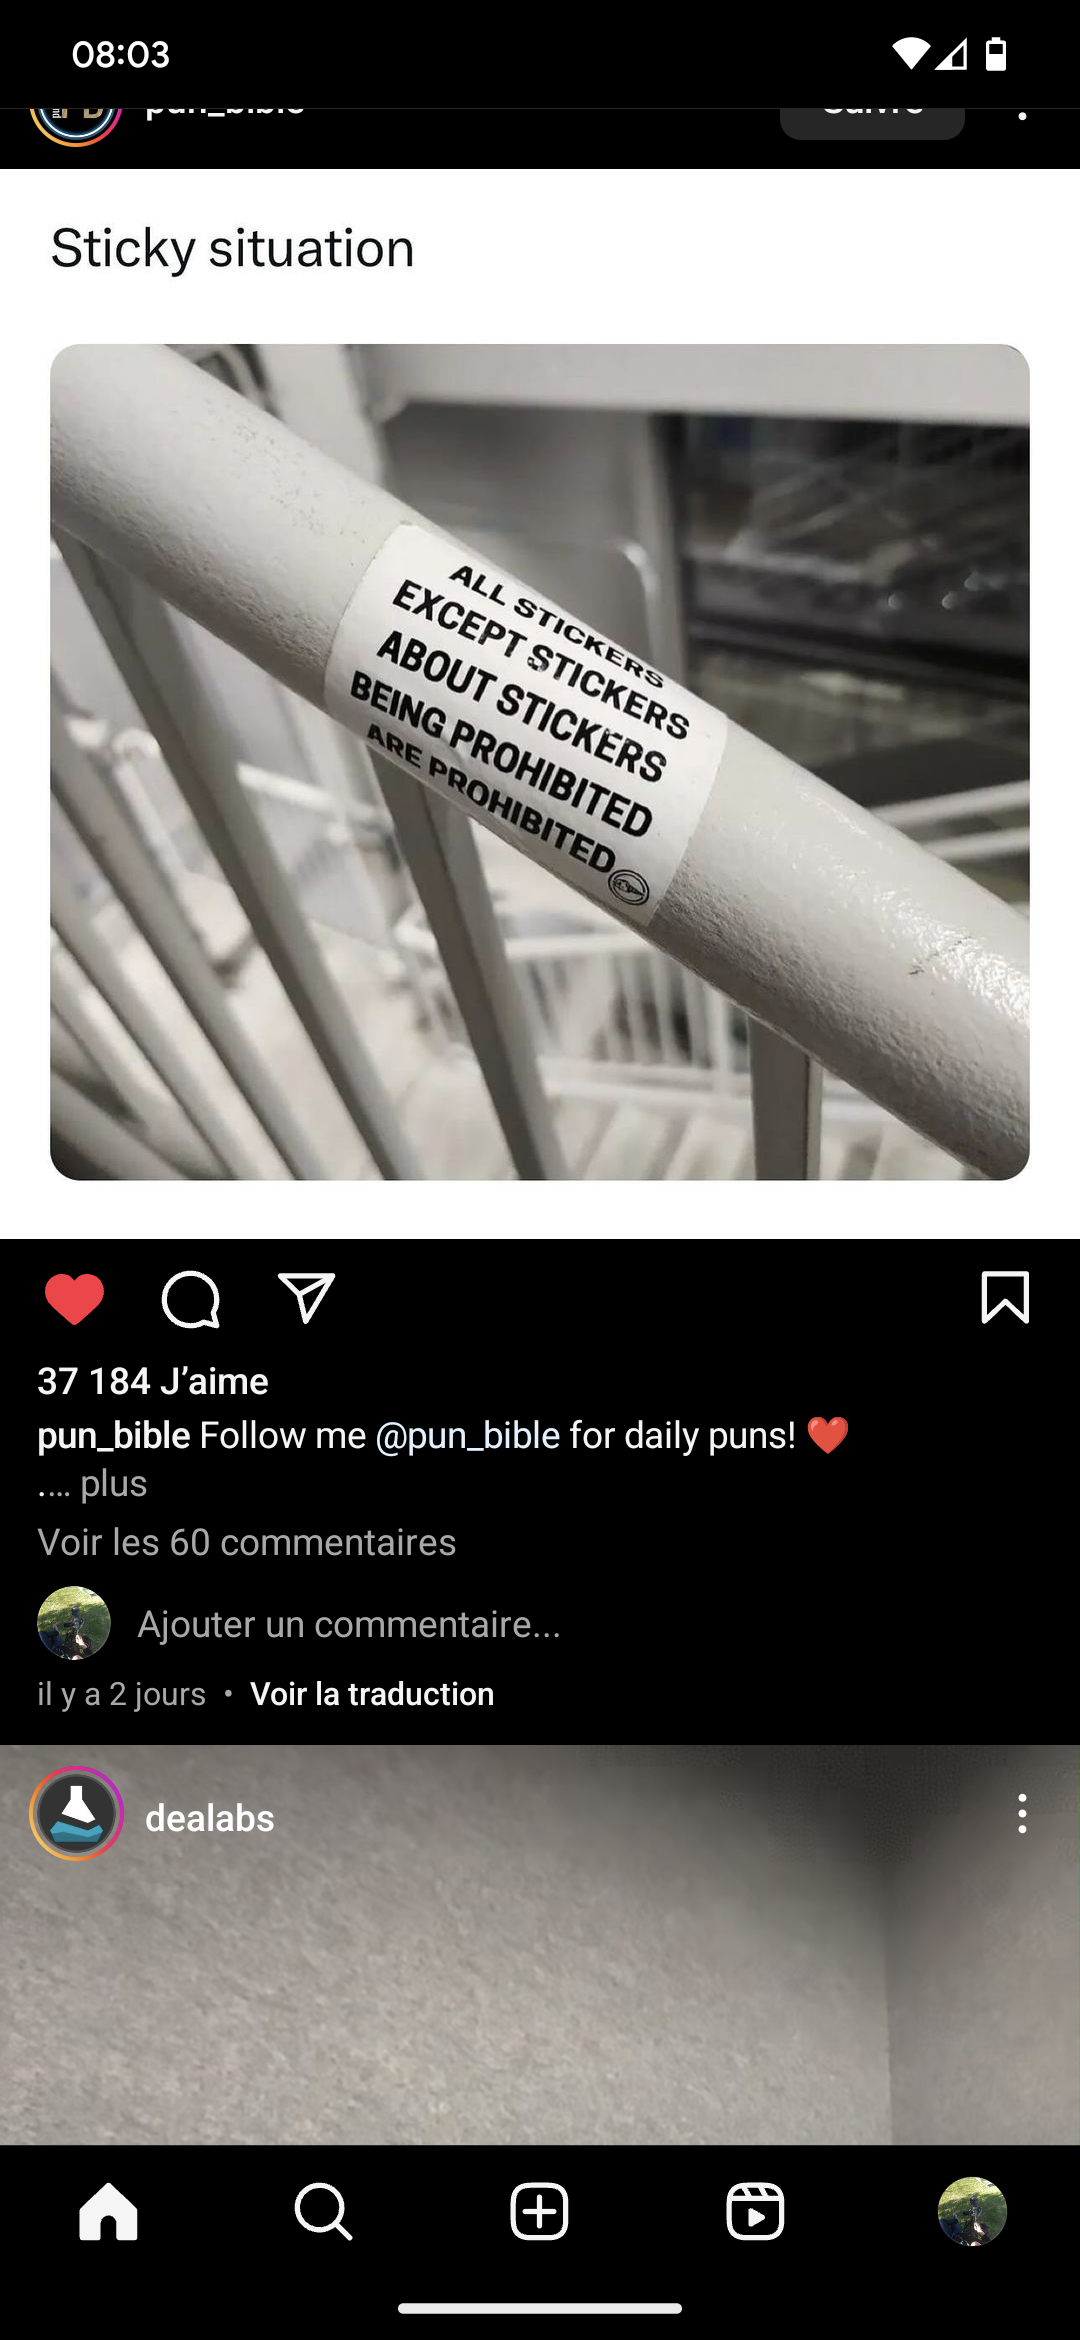 08:03
pun_bible
Suivre
Sticky situation
ALL STICKERS
EXCEPT STICKERS
ABOUT STICKERS
BEING PROHIBITED
ARE PROHIBITED
37 184 J’aime
pun_bible Follow me @pun_bible for daily puns! ❤️
.… plus
Voir les 60 commentaires
Ajouter un commentaire...
il y a 2 jours • Voir la traduction
dealabs